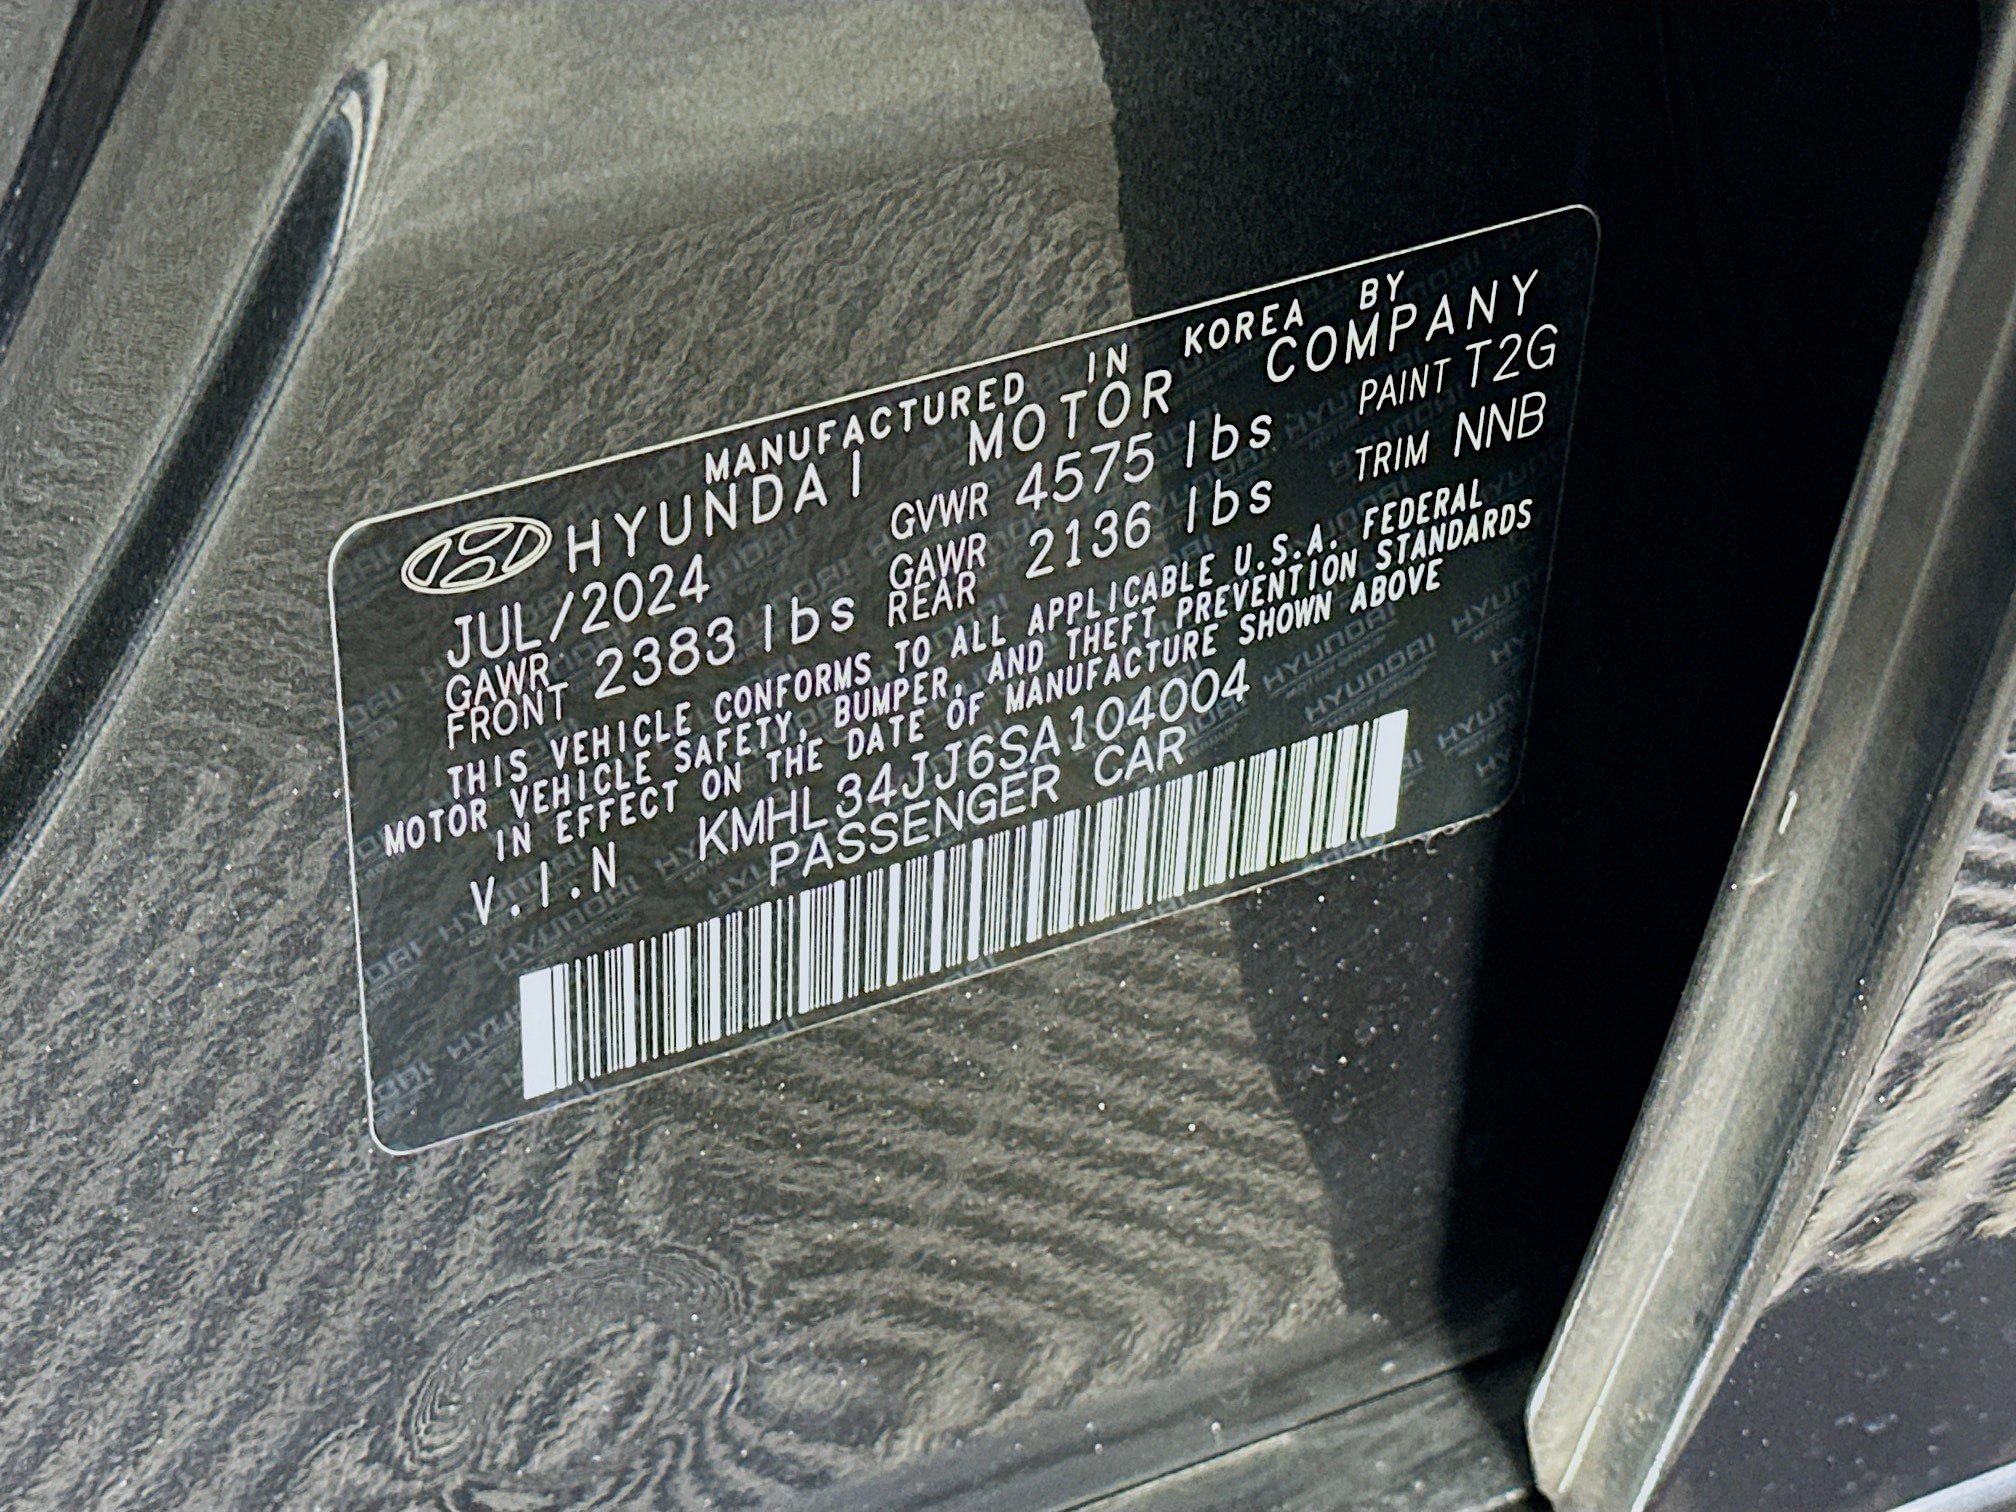 MANUFACTURED IN KOREA BY
HYUNDAI MOTOR COMPANY
JUL/2024 GVWR 4575 lbs PAINT T2G
GAWR FRONT 2383 lbs GAWR REAR 2136 lbs TRIM NNB
THIS VEHICLE CONFORMS TO ALL APPLICABLE U.S.A. FEDERAL
MOTOR VEHICLE SAFETY, BUMPER, AND THEFT PREVENTION STANDARDS
IN EFFECT ON THE DATE OF MANUFACTURE SHOWN ABOVE
V.I.N KMHL34JJ6SA104004
PASSENGER CAR